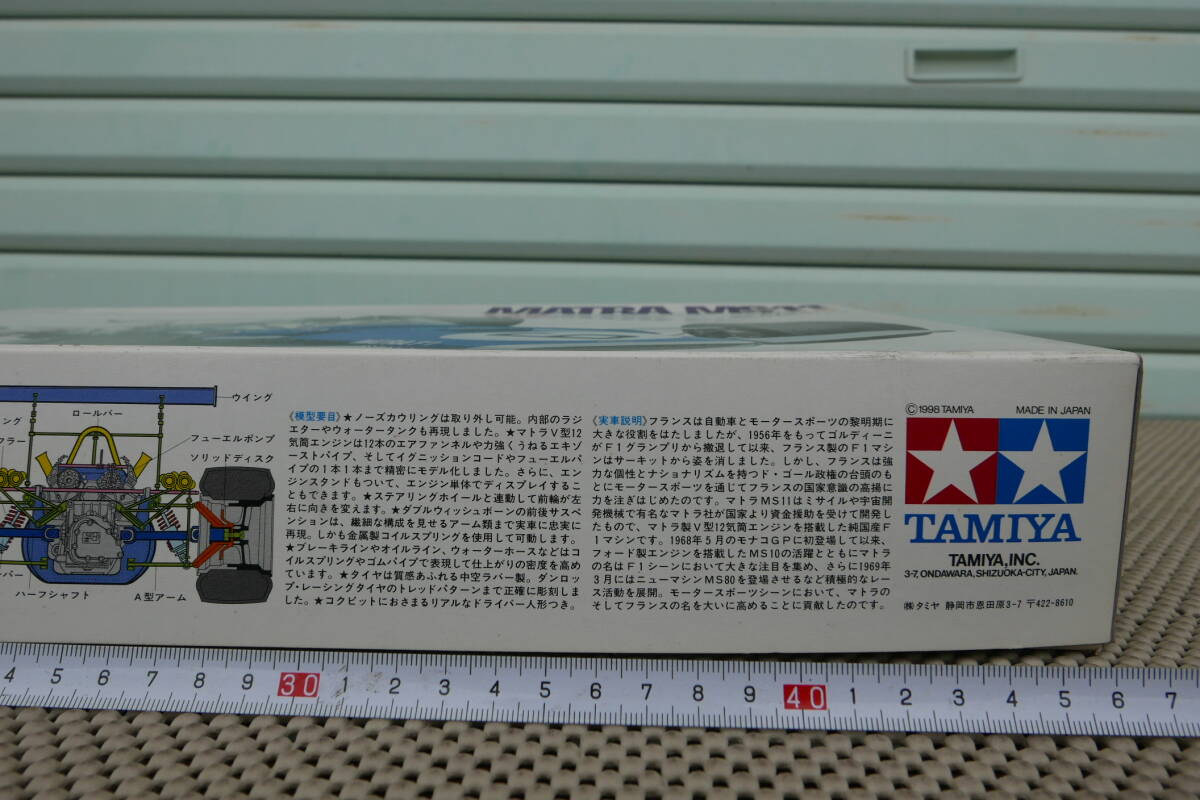 MATRA MS11
ウイング
ロールバー
フューエルポンプ
ソリッドディスク
ハーフシャフト
A型アーム
《模型要目》★ノーズカウリングは取り外し可能。内部のラジ
エターやウォータータンクも再現しました。★マトラV型12
気筒エンジンは12本のエアファンネルや力強くうねるエキゾ
ーストパイプ、そしてイグニッションコードやフューエルパ
イプの1本1本まで精密にモデル化しました。さらに、エン
ジンスタンドもついて、エンジン単体でディスプレイするこ
ともできます。★ステアリングホイールと連動して前輪が左
右に向きを変えます。★ダブルウィッシュボーンの前後サスペ
ンションは、繊細な構成を見せるアーム類まで実車に忠実に
再現。しかも金属製コイルスプリングを使用して可動します。
★ブレーキラインやオイルライン、ウォーターホースなどはコ
イルスプリングやゴムパイプで表現して仕上がりの密度を高め
ています。★タイヤは質感あふれる中空ラバー製。ダンロッ
プ・レーシングタイヤのトレッドパターンまで正確に彫刻しま
した。★コクピットにおさまるリアルなドライバー人形つき。
《実車説明》フランスは自動車とモータースポーツの黎明期に
大きな役割をはたしましたが、1956年をもってゴルディーニ
がF1グランプリから撤退して以来、フランス製のF1マシ
ンはサーキットから姿を消しました。しかし、フランスは強
力な個性とナショナリズムを持つド・ゴール政権の台頭のも
とにモータースポーツを通じてフランスの国家意識の高揚に
力を注ぎはじめたのです。マトラMS11はミサイルや宇宙開
発機械で有名なマトラ社が国家より資金援助を受けて開発し
たもので、マトラ製V型12気筒エンジンを搭載した純国産F
1マシンです。1968年5月のモナコGPに初登場して以来、
フォード製エンジンを搭載したMS10の活躍とともにマトラ
の名はF1シーンにおいて大きな注目を集め、さらに1969年
3月にはニューマシンMS80を登場させるなど積極的なレー
ス活動を展開。モータースポーツシーンにおいて、マトラの
そしてフランスの名を大いに高めることに貢献したのです。
©1998 TAMIYA MADE IN JAPAN
TAMIYA
TAMIYA,INC.
3-7, ONDAWARA, SHIZUOKA-CITY, JAPAN.
㈱タミヤ 静岡市恩田原3-7 〒422-8610
4 5 6 7 8 9 30 1 2 3 4 5 6 7 8 9 40 1 2 3 4 5 6 7